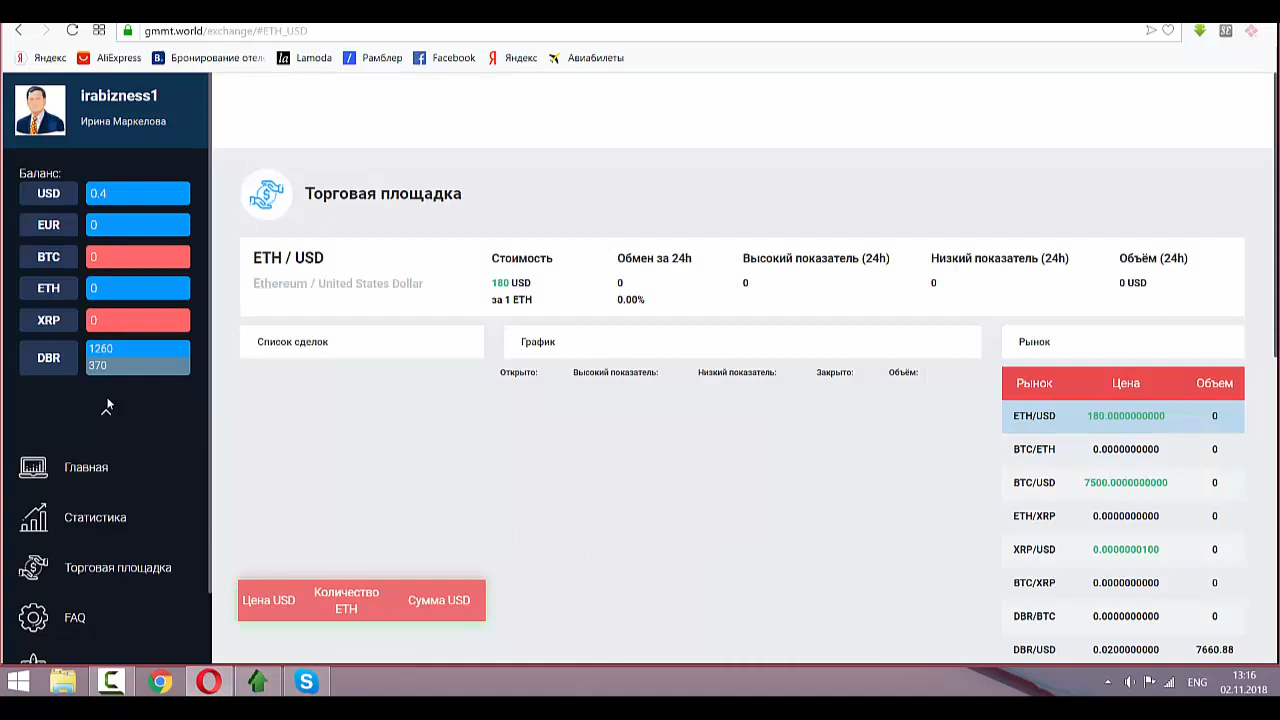 gmmt.world/exchange/#ETH_USD
Яндекс AliExpress Бронирование отел Lamoda Рамблер Facebook Яндекс Авиабилеты
irabizness1
Ирина Маркелова
Баланс:
USD 0.4
EUR 0
BTC 0
ETH 0
XRP 0
DBR 1260
370
Главная
Статистика
Торговая площадка
FAQ
Торговая площадка
ETH / USD
Ethereum / United States Dollar
Стоимость Обмен за 24h Высокий показатель (24h) Низкий показатель (24h) Объём (24h)
180 USD 0 0 0 0 USD
за 1 ETH 0.00%
Список сделок
График
Рынок
Открыто: Высокий показатель: Низкий показатель: Закрыто: Объём:
Рынок Цена Объем
ETH/USD 180.0000000000 0
BTC/ETH 0.0000000000 0
BTC/USD 7500.0000000000 0
ETH/XRP 0.0000000000 0
XRP/USD 0.0000000100 0
BTC/XRP 0.0000000000 0
DBR/BTC 0.0000000000 0
DBR/USD 0.0200000000 7660.88
Цена USD Количество ETH Сумма USD
ENG
13:16
02.11.2018